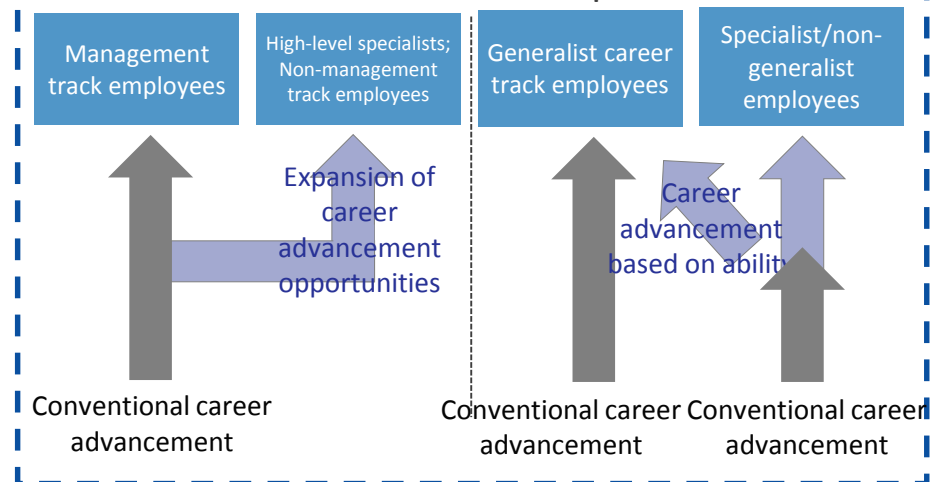 Management
track employees
High-level specialists;
Non-management
track employees
Expansion of
career
advancement
opportunities
Conventional career
advancement
Generalist career
track employees
Specialist/non-
generalist
employees
Career
advancement
based on ability
Conventional career
advancement
Conventional career
advancement